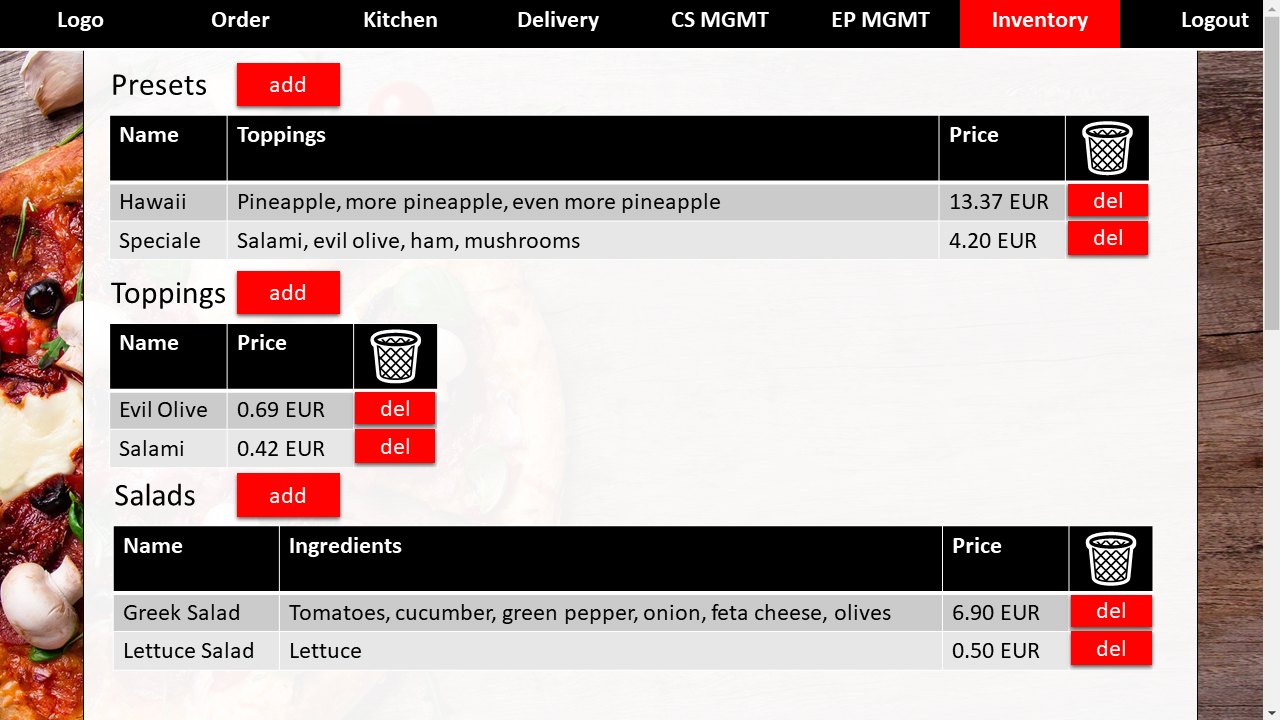 Logo Order Kitchen Delivery CS MGMT EP MGMT Inventory Logout
Presets add
Name Toppings Price
Hawaii Pineapple, more pineapple, even more pineapple 13.37 EUR del
Speciale Salami, evil olive, ham, mushrooms 4.20 EUR del
Toppings add
Name Price
Evil Olive 0.69 EUR del
Salami 0.42 EUR del
Salads add
Name Ingredients Price
Greek Salad Tomatoes, cucumber, green pepper, onion, feta cheese, olives 6.90 EUR del
Lettuce Salad Lettuce 0.50 EUR del